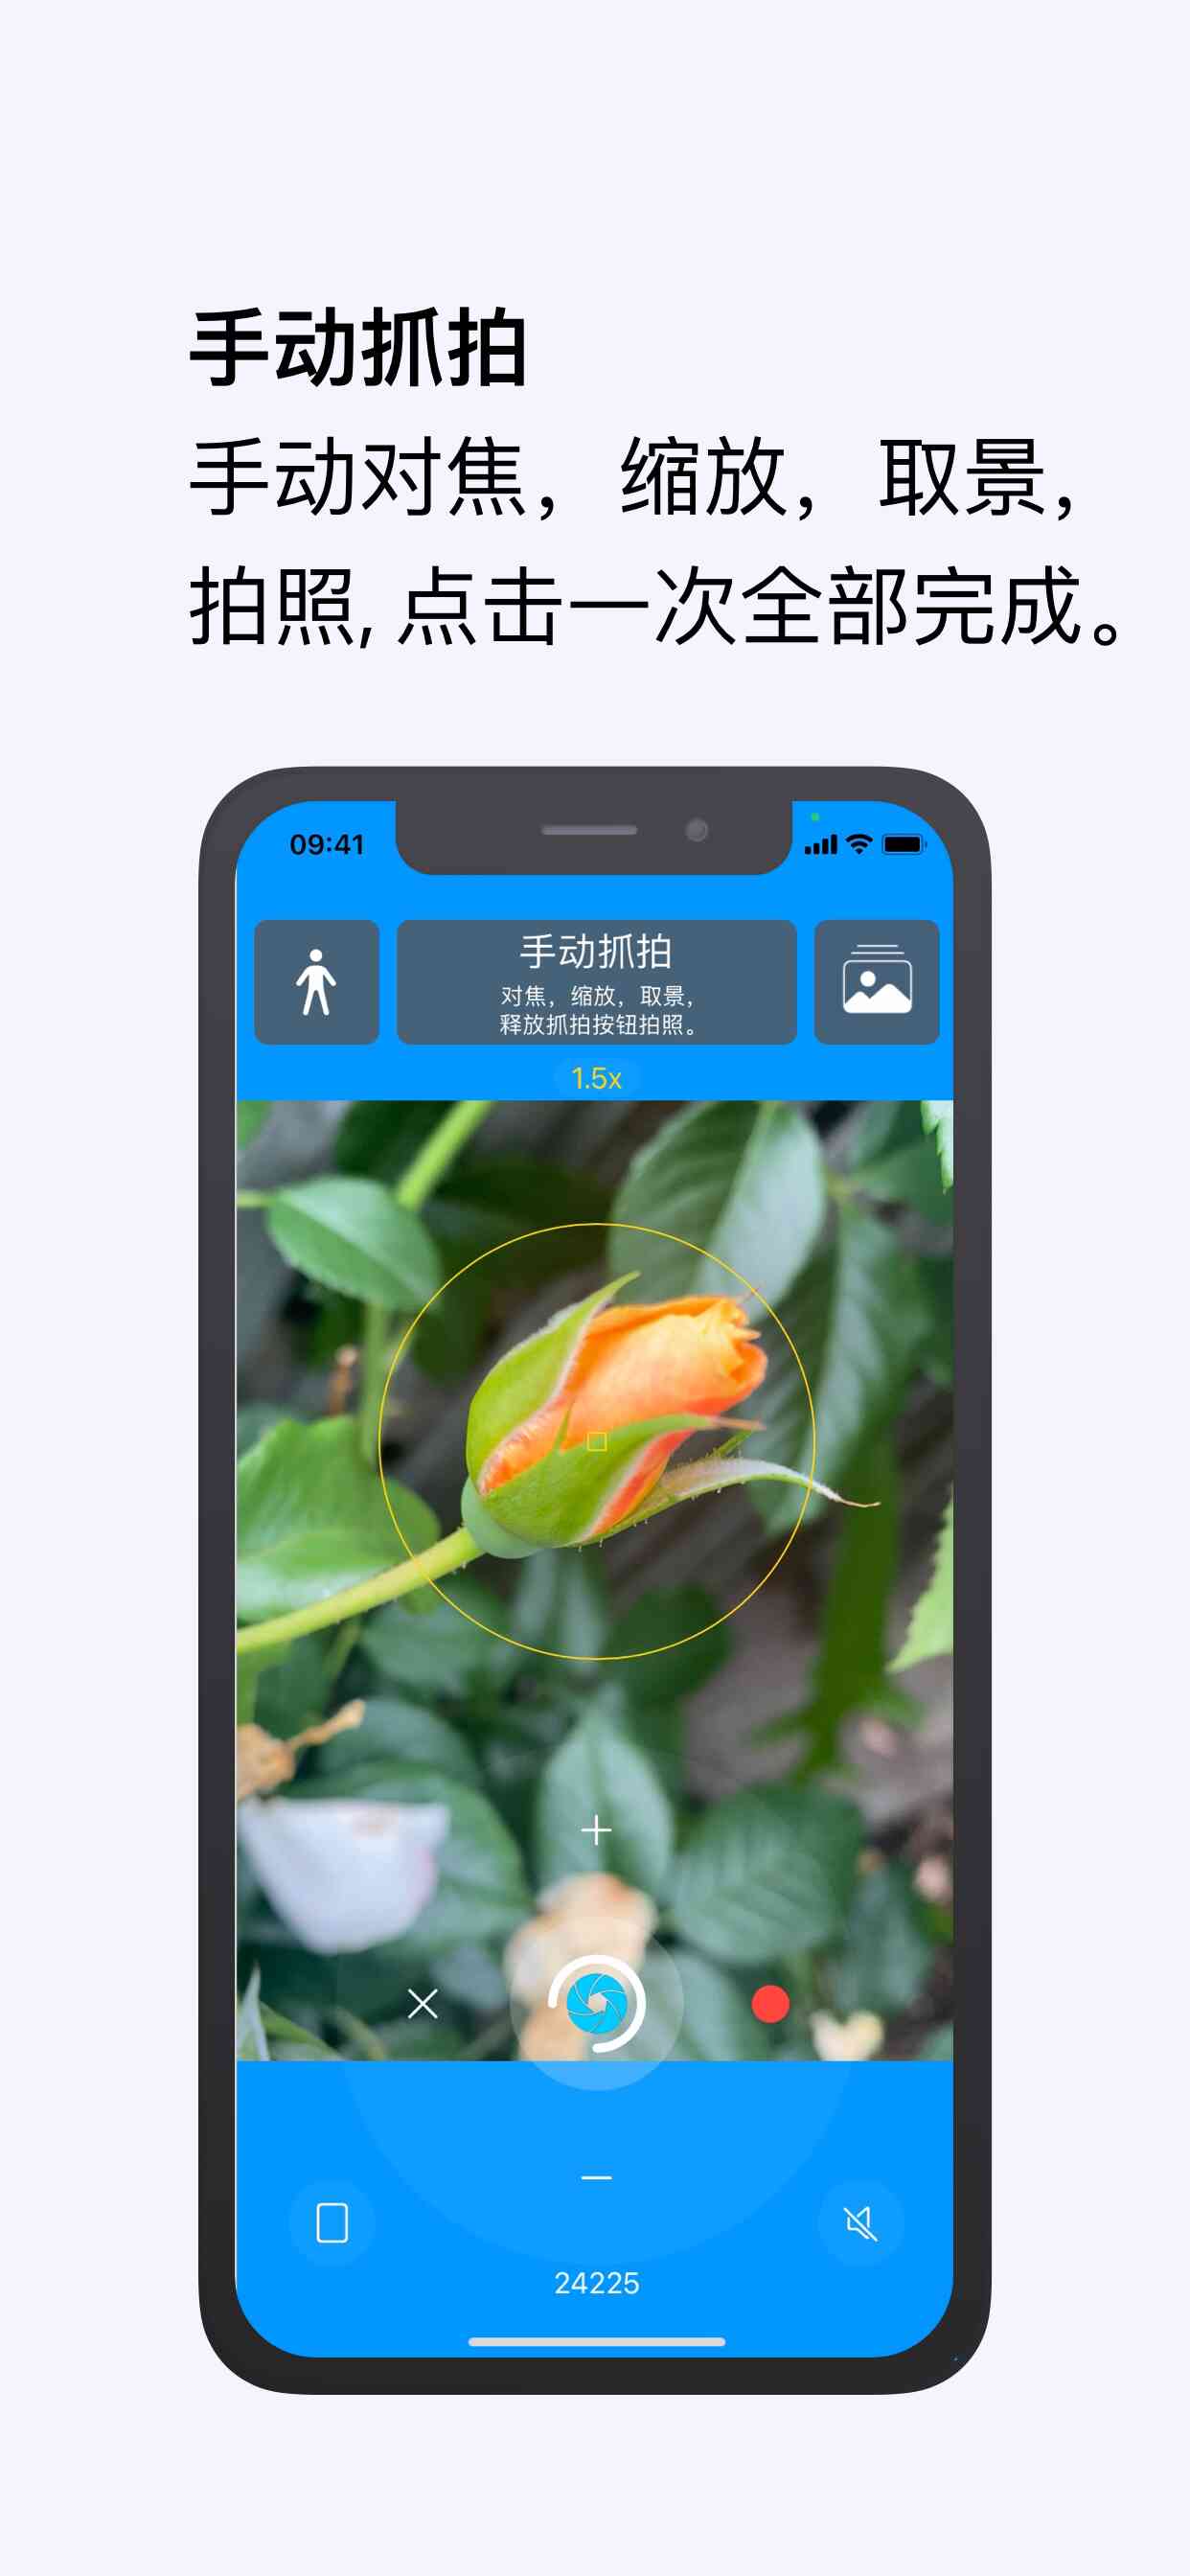 手动抓拍
手动对焦，缩放，取景，
拍照, 点击一次全部完成。
09:41
手动抓拍
对焦，缩放，取景，
释放抓拍按钮拍照。
1.5x
24225